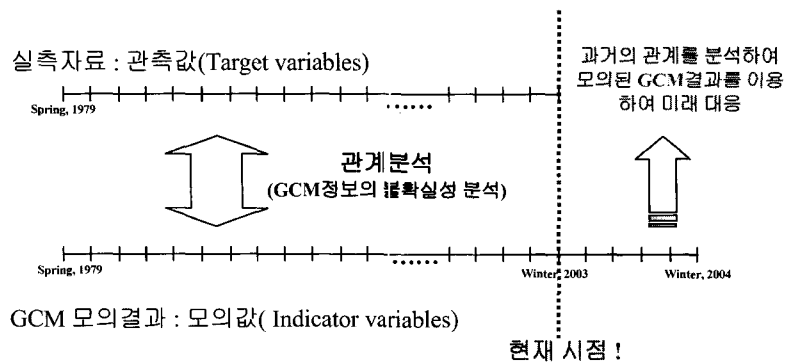 실측자료 : 관측값(Target variables)
과거의 관계를 분석하여
모의된 GCM결과를 이용
하여 미래 대응
Spring, 1979
관계분석
(GCM정보의 불확실성 분석)
Spring, 1979
Winter, 2003
Winter, 2004
GCM 모의결과 : 모의값( Indicator variables)
현재 시점 !